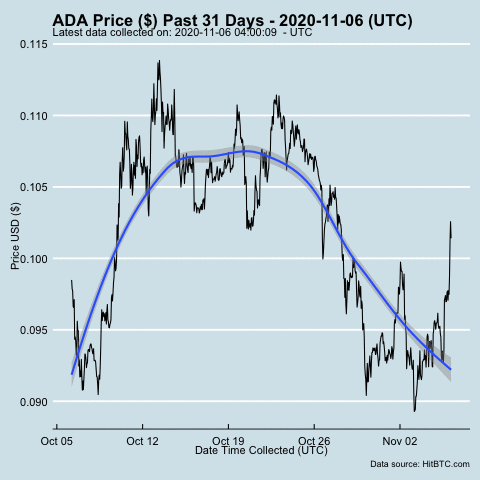 ADA Price ($) Past 31 Days - 2020-11-06 (UTC)
Latest data collected on: 2020-11-06 04:00:09  - UTC
0.115
0.110
0.105
0.100
0.095
0.090
Price USD ($)
Oct 05 Oct 12 Oct 19 Oct 26 Nov 02
Date Time Collected (UTC)
Data source: HitBTC.com